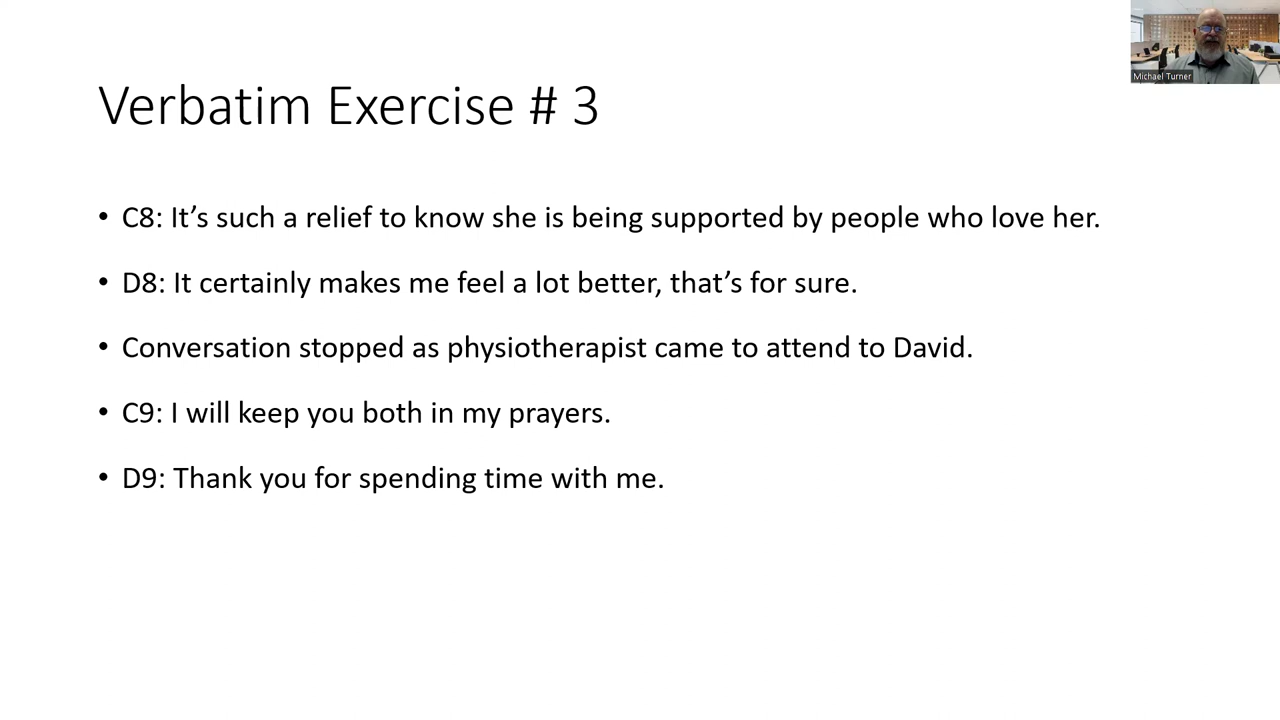 Michael Turner
Verbatim Exercise # 3
• C8: It’s such a relief to know she is being supported by people who love her.
• D8: It certainly makes me feel a lot better, that’s for sure.
• Conversation stopped as physiotherapist came to attend to David.
• C9: I will keep you both in my prayers.
• D9: Thank you for spending time with me.